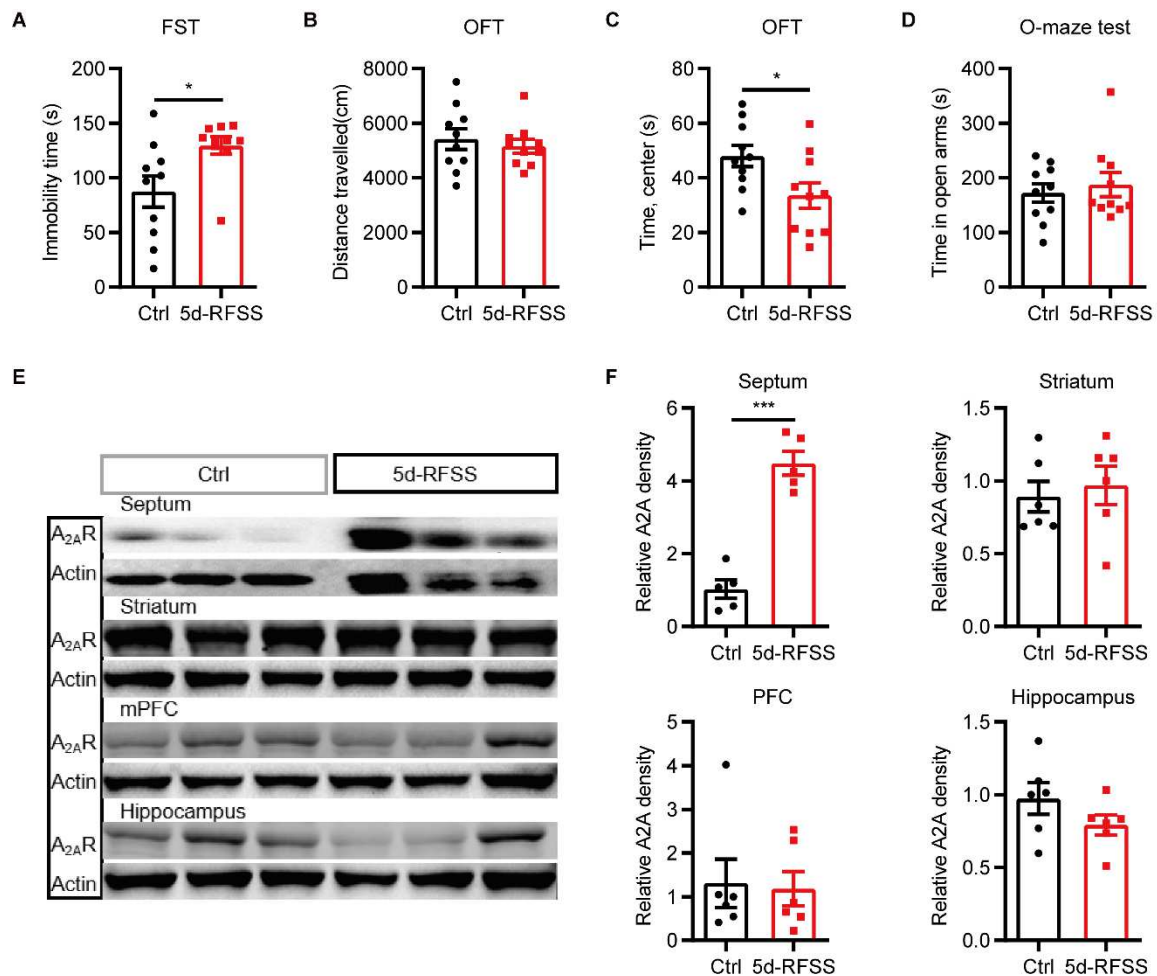 A
FST
Immobility time (s)
200
150
100
50
0
*
Ctrl 5d-RFSS
B
OFT
Distance travelled(cm)
8000
6000
4000
2000
0
Ctrl 5d-RFSS
C
OFT
Time, center (s)
80
60
40
20
0
*
Ctrl 5d-RFSS
D
O-maze test
Time in open arms (s)
400
300
200
100
0
Ctrl 5d-RFSS
E
Ctrl 5d-RFSS
Septum
A2AR
Actin
Striatum
A2AR
Actin
mPFC
A2AR
Actin
Hippocampus
A2AR
Actin
F
Septum
Relative A2A density
6
4
2
0
***
Ctrl 5d-RFSS
Striatum
Relative A2A density
1.5
1.0
0.5
0.0
Ctrl 5d-RFSS
PFC
Relative A2A density
5
4
3
2
1
0
Ctrl 5d-RFSS
Hippocampus
Relative A2A density
1.5
1.0
0.5
0.0
Ctrl 5d-RFSS